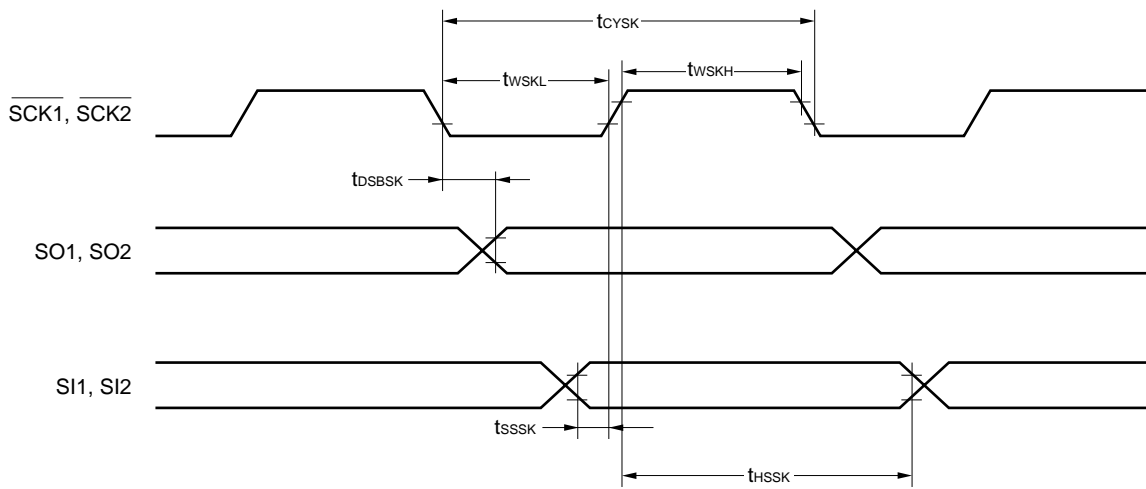 tCYSK
tWSKL
tWSKH
SCK1, SCK2
tDSBSK
SO1, SO2
SI1, SI2
tSSSK
tHSSK